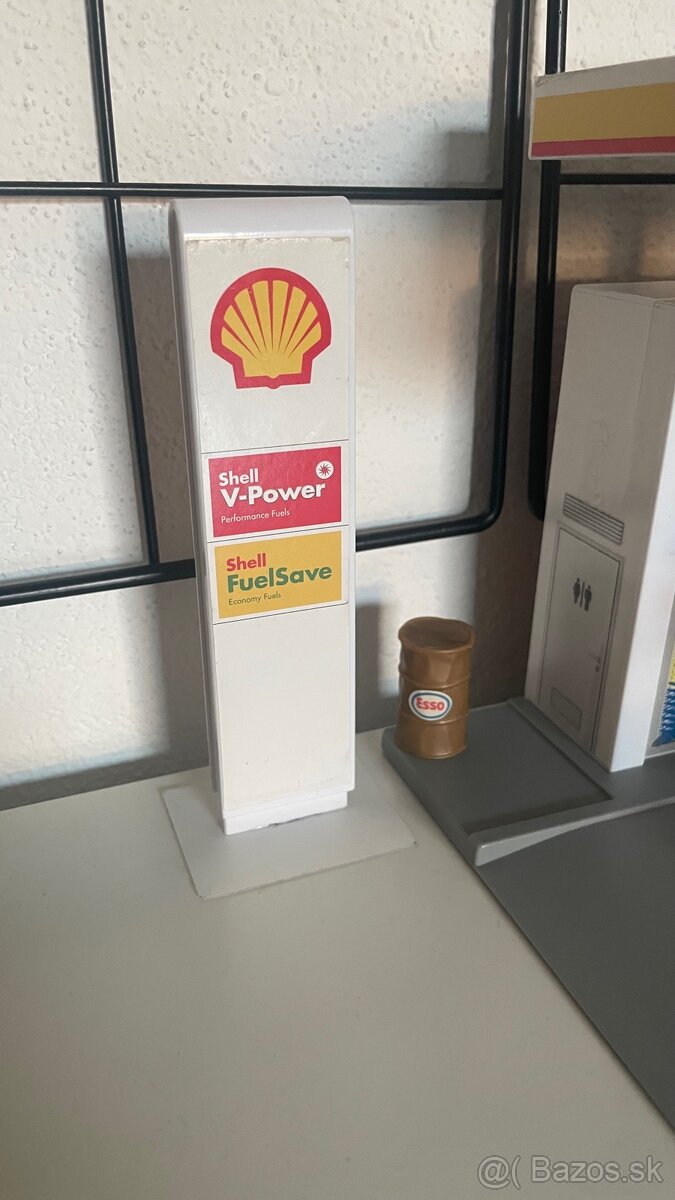 Shell
V-Power
Performance Fuels
Shell
FuelSave
Economy Fuels
Esso
@( Bazos.sk